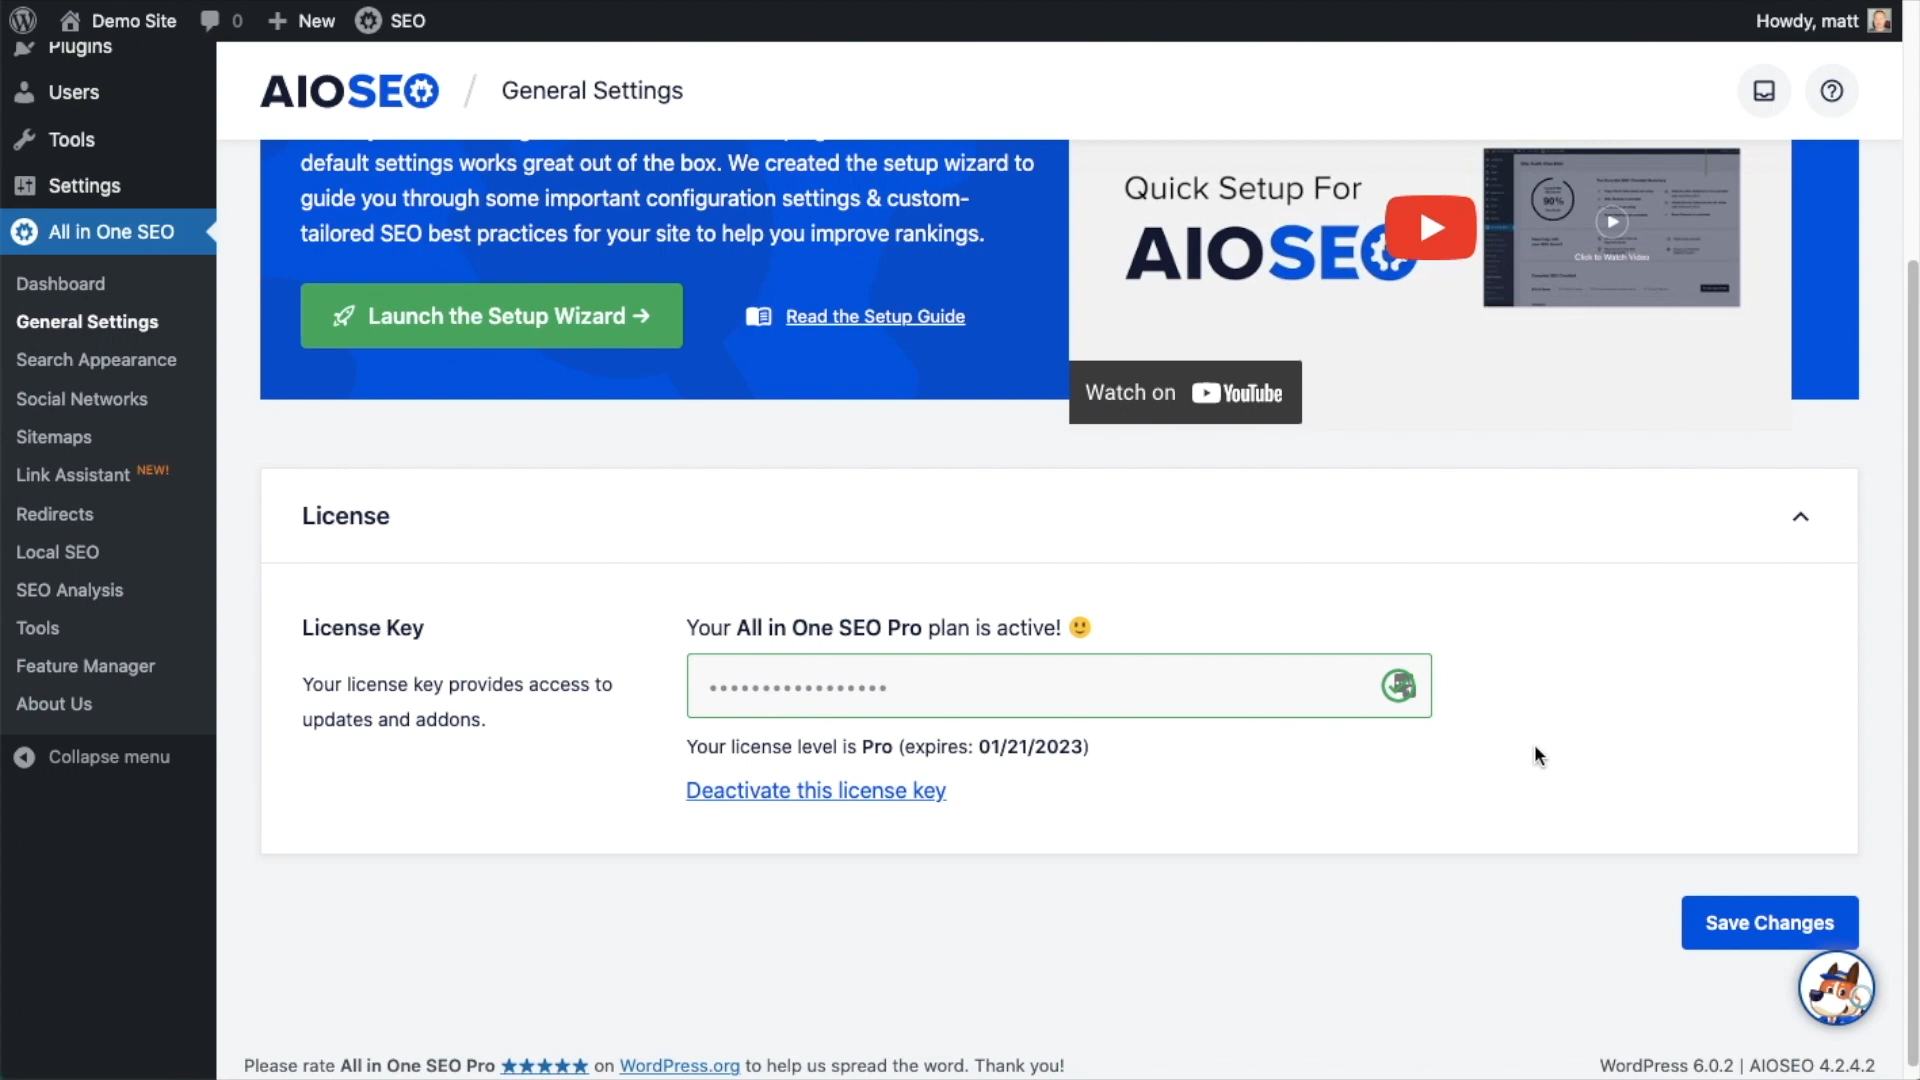 Demo Site 0 New SEO Howdy, matt
Plugins
Users
Tools
Settings
All in One SEO
Dashboard
General Settings
Search Appearance
Social Networks
Sitemaps
Link Assistant NEW!
Redirects
Local SEO
SEO Analysis
Tools
Feature Manager
About Us
Collapse menu
AIOSEO / General Settings
default settings works great out of the box. We created the setup wizard to
guide you through some important configuration settings & custom-
tailored SEO best practices for your site to help you improve rankings.
Launch the Setup Wizard →
Read the Setup Guide
Quick Setup For
AIOSEO
90%
Click to Watch Video
Watch on YouTube
License
License Key
Your license key provides access to
updates and addons.
Your All in One SEO Pro plan is active! 🙂
•••••••••••••••••
Your license level is Pro (expires: 01/21/2023)
Deactivate this license key
Save Changes
Please rate All in One SEO Pro ★★★★★ on WordPress.org to help us spread the word. Thank you!
WordPress 6.0.2 | AIOSEO 4.2.4.2